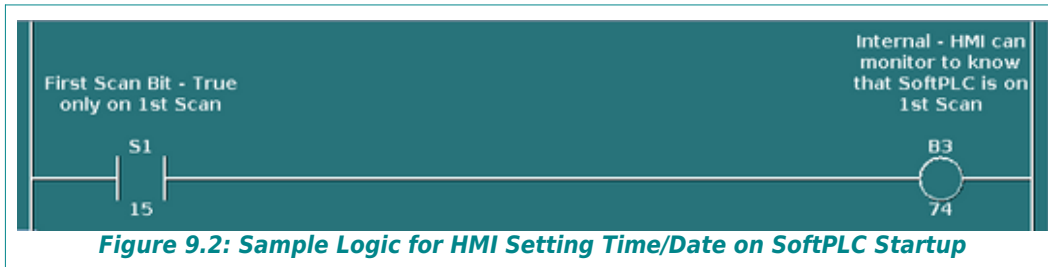 First Scan Bit - True
only on 1st Scan
S1
15
Internal - HMI can
monitor to know
that SoftPLC is on
1st Scan
B3
74
Figure 9.2: Sample Logic for HMI Setting Time/Date on SoftPLC Startup